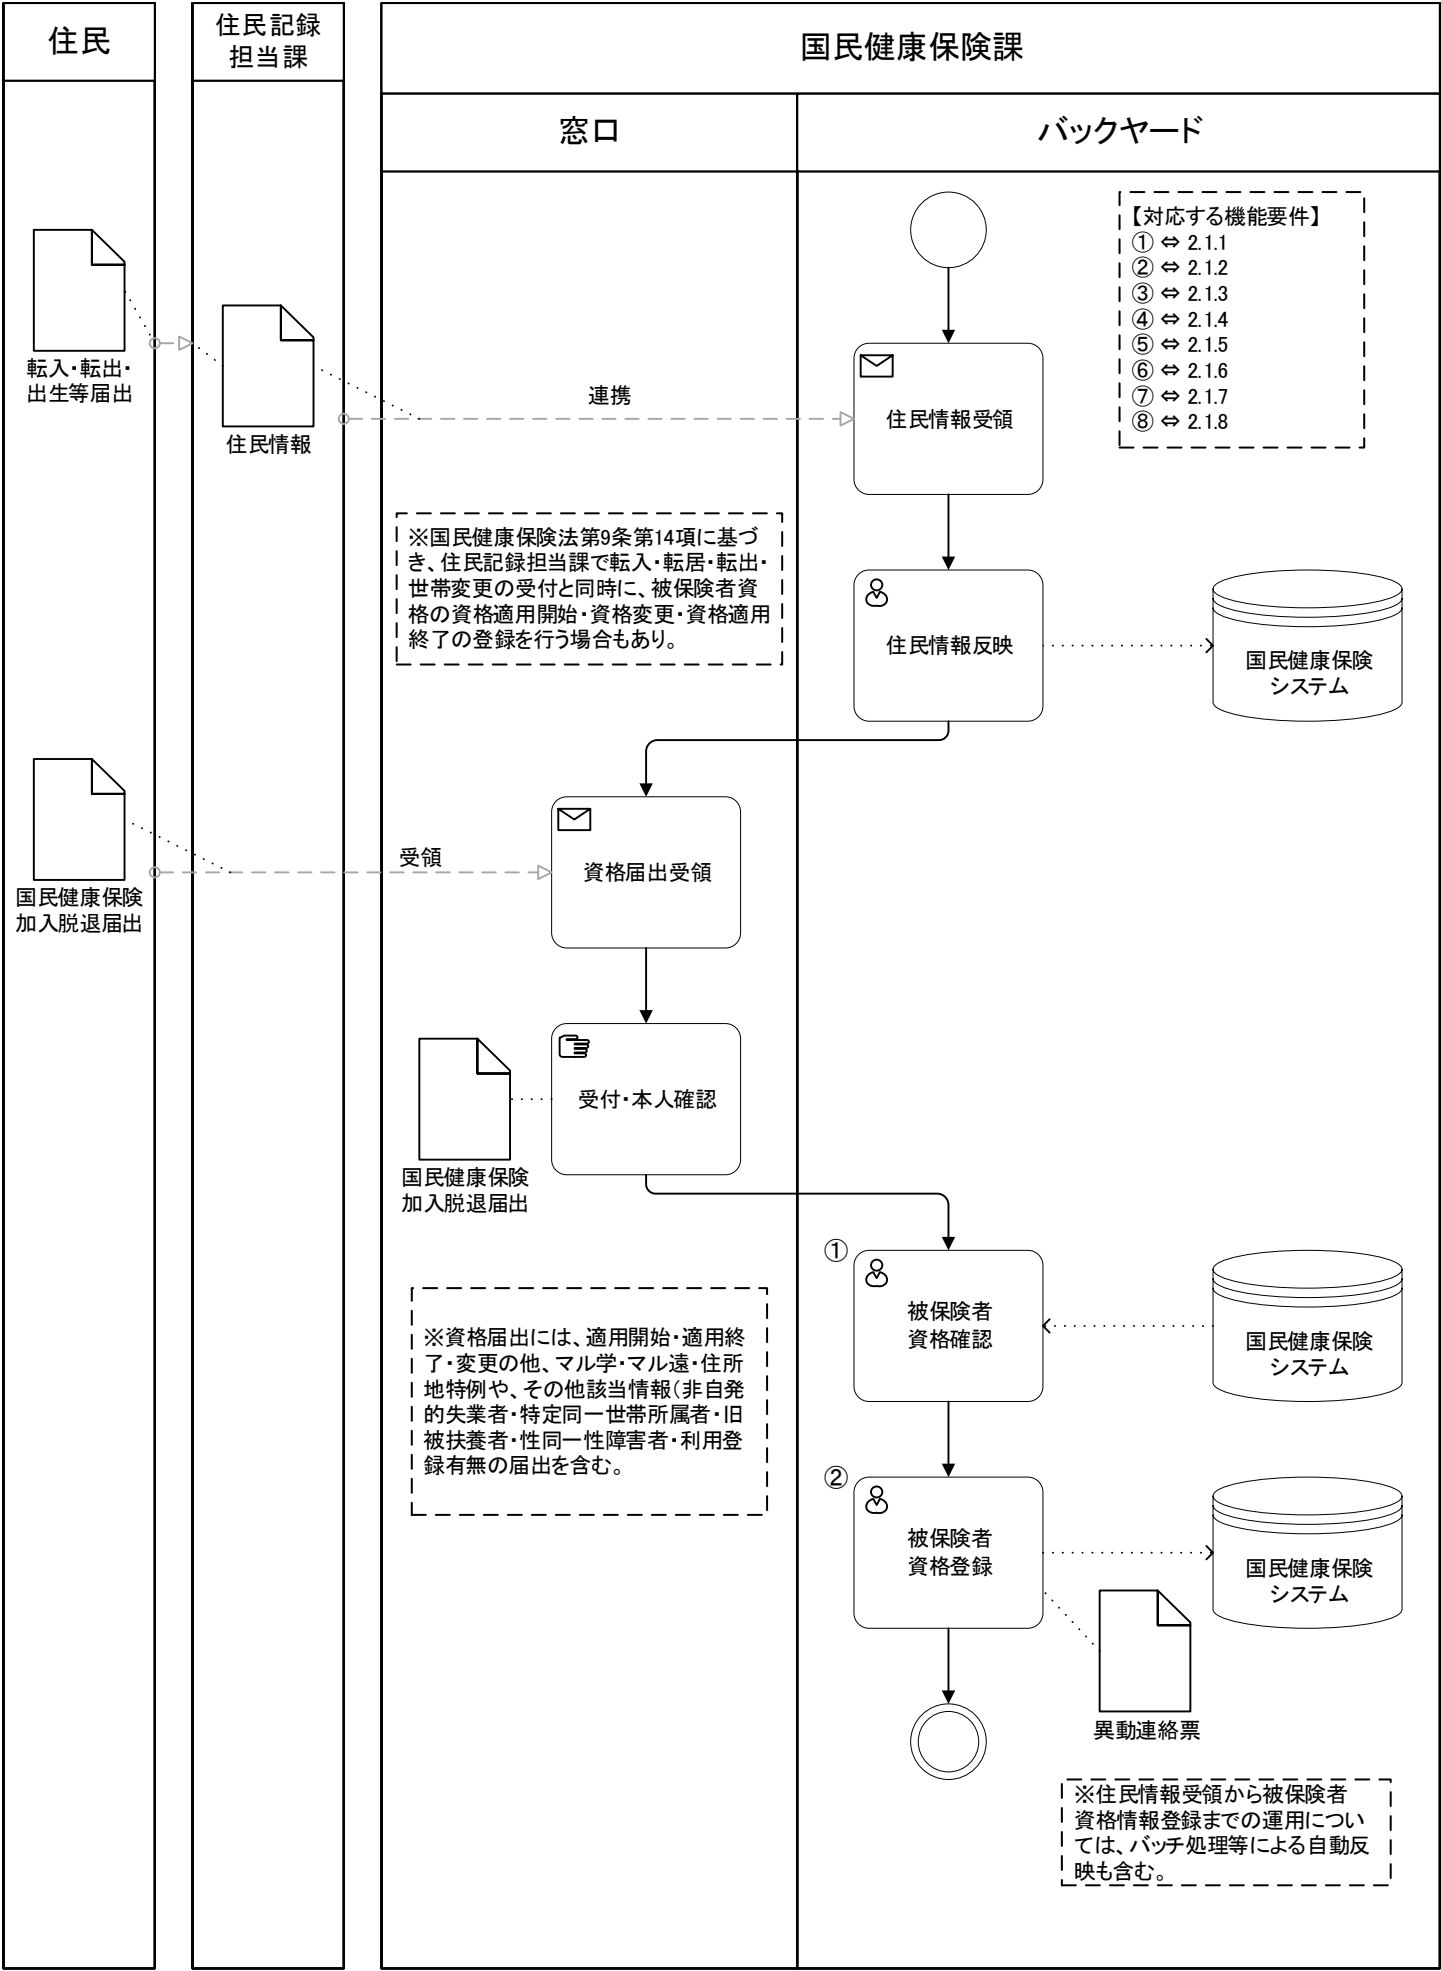 住民
住民記録
担当課
国民健康保険課
窓口
バックヤード
【対応する機能要件】
① ⇔ 2.1.1
② ⇔ 2.1.2
③ ⇔ 2.1.3
④ ⇔ 2.1.4
⑤ ⇔ 2.1.5
⑥ ⇔ 2.1.6
⑦ ⇔ 2.1.7
⑧ ⇔ 2.1.8
転入・転出・
出生等届出
住民情報
連携
住民情報受領
※国民健康保険法第9条第14項に基づ
き、住民記録担当課で転入・転居・転出・
世帯変更の受付と同時に、被保険者資
格の資格適用開始・資格変更・資格適用
終了の登録を行う場合もあり。
住民情報反映
国民健康保険
システム
国民健康保険
加入脱退届出
受領
資格届出受領
受付・本人確認
国民健康保険
加入脱退届出
①
被保険者
資格確認
国民健康保険
システム
※資格届出には、適用開始・適用終
了・変更の他、マル学・マル遠・住所
地特例や、その他該当情報（非自発
的失業者・特定同一世帯所属者・旧
被扶養者・性同一性障害者・利用登
録有無の届出を含む。
②
被保険者
資格登録
国民健康保険
システム
異動連絡票
※住民情報受領から被保険者
資格情報登録までの運用につい
ては、バッチ処理等による自動反
映も含む。